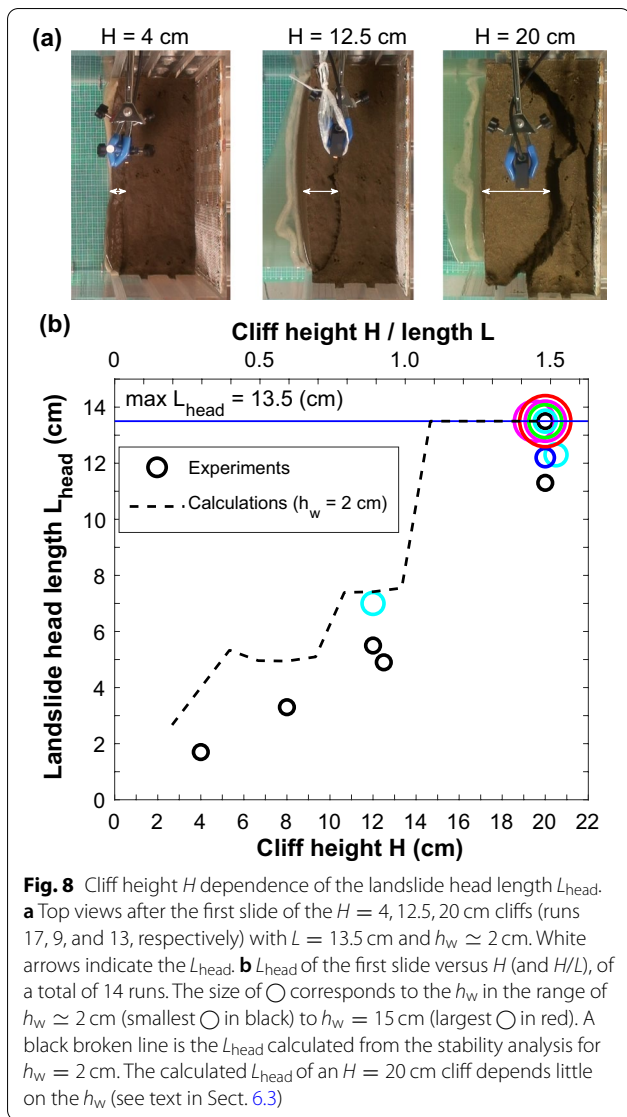 (a)
H = 4 cm
H = 12.5 cm
H = 20 cm
(b)
Cliff height H / length L
0 0.3 0.6 0.9 1.0 1.5
max L_head = 13.5 (cm)
Experiments
Calculations (h_w = 2 cm)
Landslide head length L_head (cm)
14
12
10
8
6
4
2
0
0 2 4 6 8 10 12 14 16 18 20 22
Cliff height H (cm)
Fig. 8 Cliff height H dependence of the landslide head length L_head.
a Top views after the first slide of the H = 4, 12.5, 20 cm cliffs (runs
17, 9, and 13, respectively) with L = 13.5 cm and h_w ≃ 2 cm. White
arrows indicate the L_head. b L_head of the first slide versus H (and H/L), of
a total of 14 runs. The size of ◯ corresponds to the h_w in the range of
h_w ≃ 2 cm (smallest ◯ in black) to h_w = 15 cm (largest ◯ in red). A
black broken line is the L_head calculated from the stability analysis for
h_w = 2 cm. The calculated L_head of an H = 20 cm cliff depends little
on the h_w (see text in Sect. 6.3)